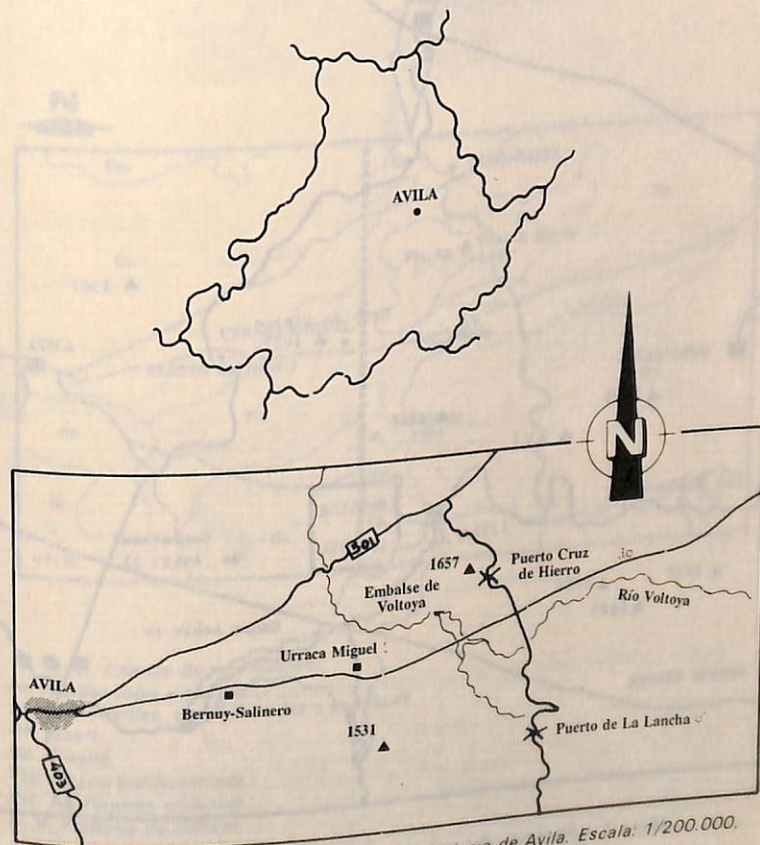 AVILA
N
501
1657
Puerto Cruz
de Hierro
Embalse de
Voltoya
Río Voltoya
Urraca Miguel
AVILA
Bernuy-Salinero
1531
Puerto de La Lancha
403
de Avila. Escala: 1/200.000.